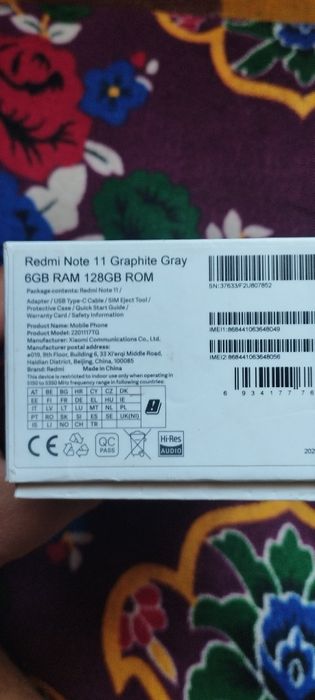 Redmi Note 11 Graphite Gray
6GB RAM 128GB ROM
Package contents: Redmi Note 11 /
Adapter / USB Type-C Cable / SIM Eject Tool /
Protective Case / Quick Start Guide /
Warranty Card / Safety Information
Product Name: Mobile Phone
Product Model: 2201117TG
Manufacturer: Xiaomi Communications Co., Ltd.
Manufacturer postal address:
#019, 9th Floor, Building 6, 33 Xi'erqi Middle Road,
Haidian District, Beijing, China, 100085
Brand: Redmi Made in China
This device is restricted to indoor use only when operating in
5150 to 5350 MHz frequency range in following countries:
AT BE BG HR CY CZ DK
EE FI FR DE EL HU IE
IT LV LT LU MT NL PL
PT RO SK SI ES SE UK(NI)
IS LI NO CH TR
CE
QC
PASS
Hi-Res
AUDIO
SN:37633/F2U807852
IMEI1:868441063648049
IMEI2:868441063648056
6 934177 76
202